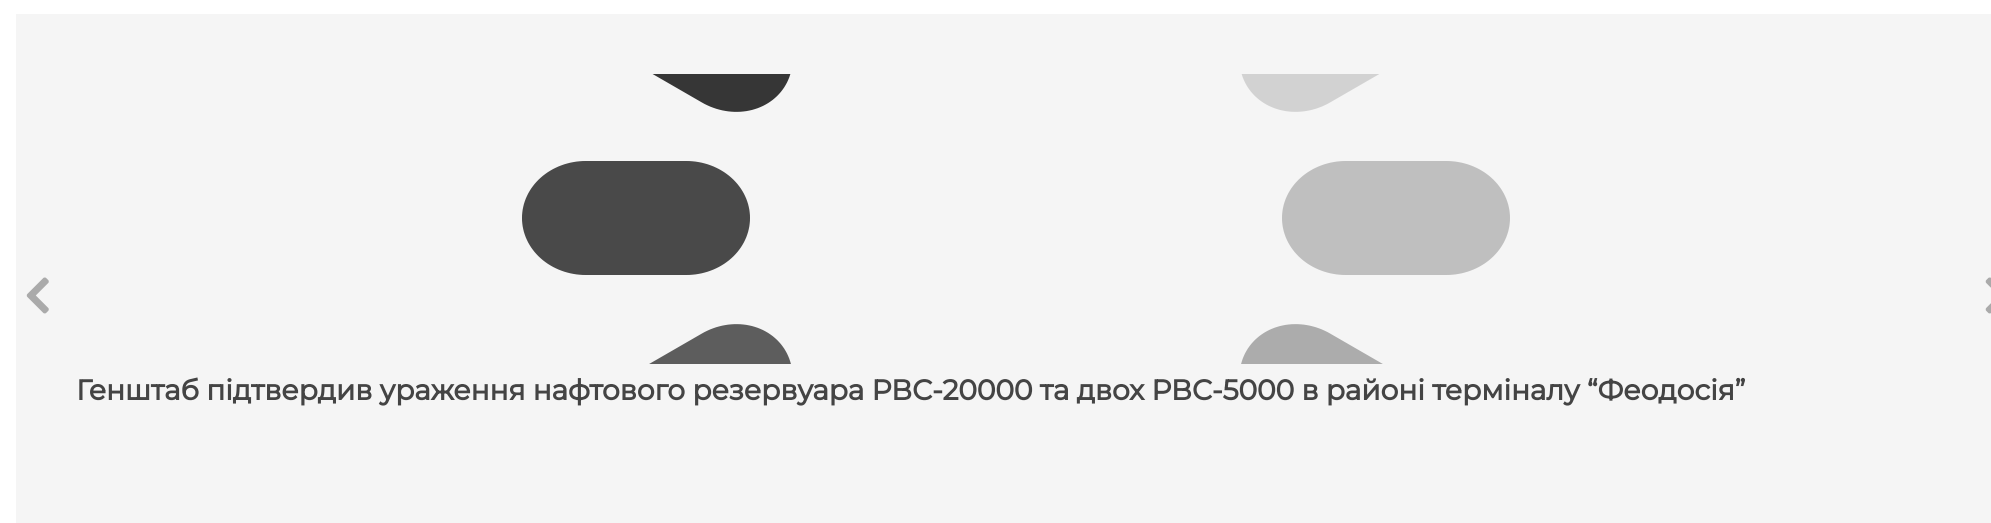 Генштаб підтвердив ураження нафтового резервуара РВС-20000 та двох РВС-5000 в районі терміналу “Феодосія”